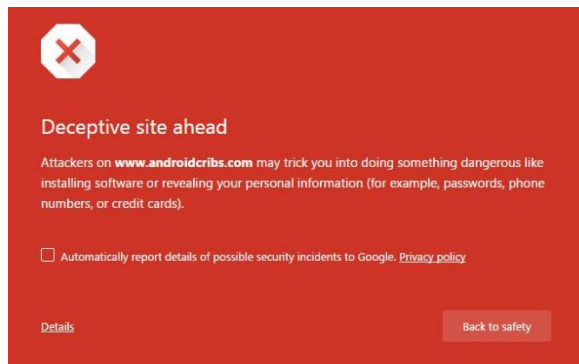 Deceptive site ahead
Attackers on www.androidcribs.com may trick you into doing something dangerous like
installing software or revealing your personal information (for example, passwords, phone
numbers, or credit cards).
Automatically report details of possible security incidents to Google. Privacy policy
Details
Back to safety